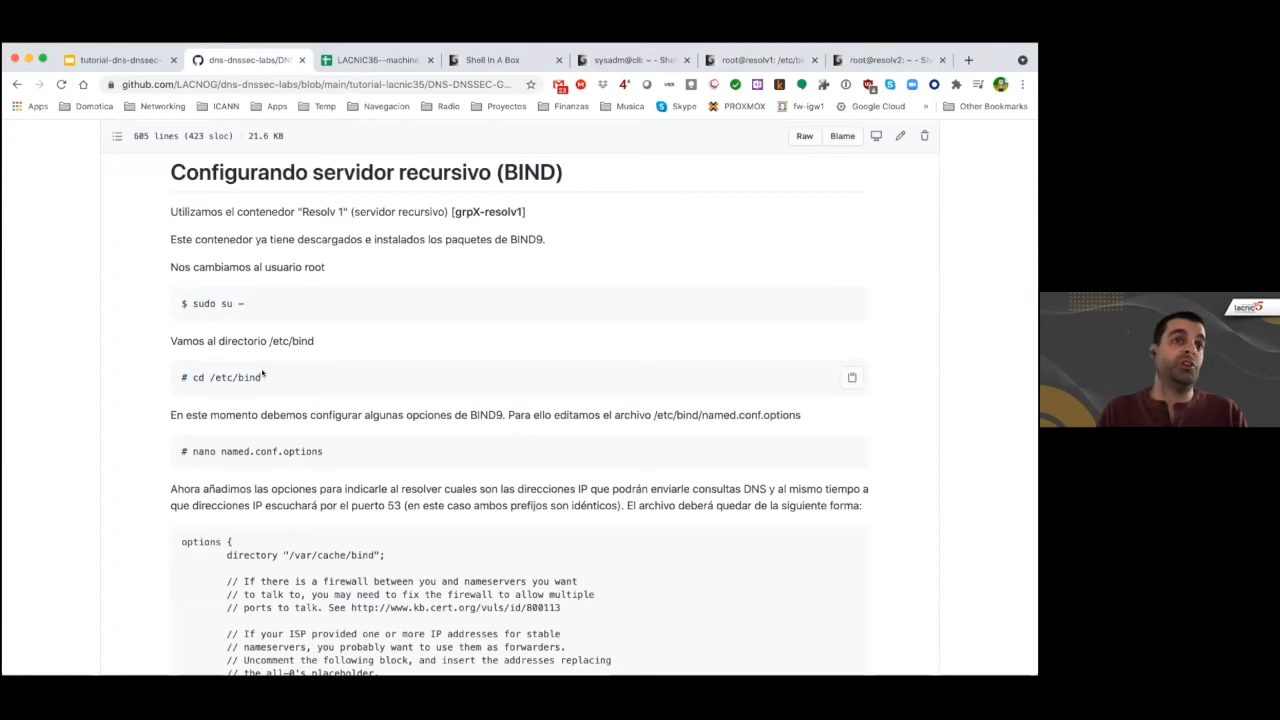 tutorial-dns-dnssec-
dns-dnssec-labs/DN
LACNIC36--machine
Shell In A Box
sysadm@cli: ~ - She
root@resolv1: /etc/bi
root@resolv2: ~ - Sh
github.com/LACNOG/dns-dnssec-labs/blob/main/tutorial-lacnic35/DNS-DNSSEC-G...
Apps
Domotica
Networking
ICANN
Apps
Temp
Navegacion
Radio
Proyectos
Finanzas
Musica
Skype
PROXMOX
fw-igw1
Google Cloud
»
Other Bookmarks
605 lines (423 sloc)
21.6 KB
Raw
Blame
Configurando servidor recursivo (BIND)
Utilizamos el contenedor "Resolv 1" (servidor recursivo) [grpX-resolv1]
Este contenedor ya tiene descargados e instalados los paquetes de BIND9.
Nos cambiamos al usuario root
$ sudo su -
Vamos al directorio /etc/bind
# cd /etc/bind
En este momento debemos configurar algunas opciones de BIND9. Para ello editamos el archivo /etc/bind/named.conf.options
# nano named.conf.options
Ahora añadimos las opciones para indicarle al resolver cuales son las direcciones IP que podrán enviarle consultas DNS y al mismo tiempo a
que direcciones IP escuchará por el puerto 53 (en este caso ambos prefijos son idénticos). El archivo deberá quedar de la siguiente forma:
options {
directory "/var/cache/bind";
// If there is a firewall between you and nameservers you want
// to talk to, you may need to fix the firewall to allow multiple
// ports to talk. See http://www.kb.cert.org/vuls/id/800113
// If your ISP provided one or more IP addresses for stable
// nameservers, you probably want to use them as forwarders.
// Uncomment the following block, and insert the addresses replacing
// the all-0's placeholder.
lacnic